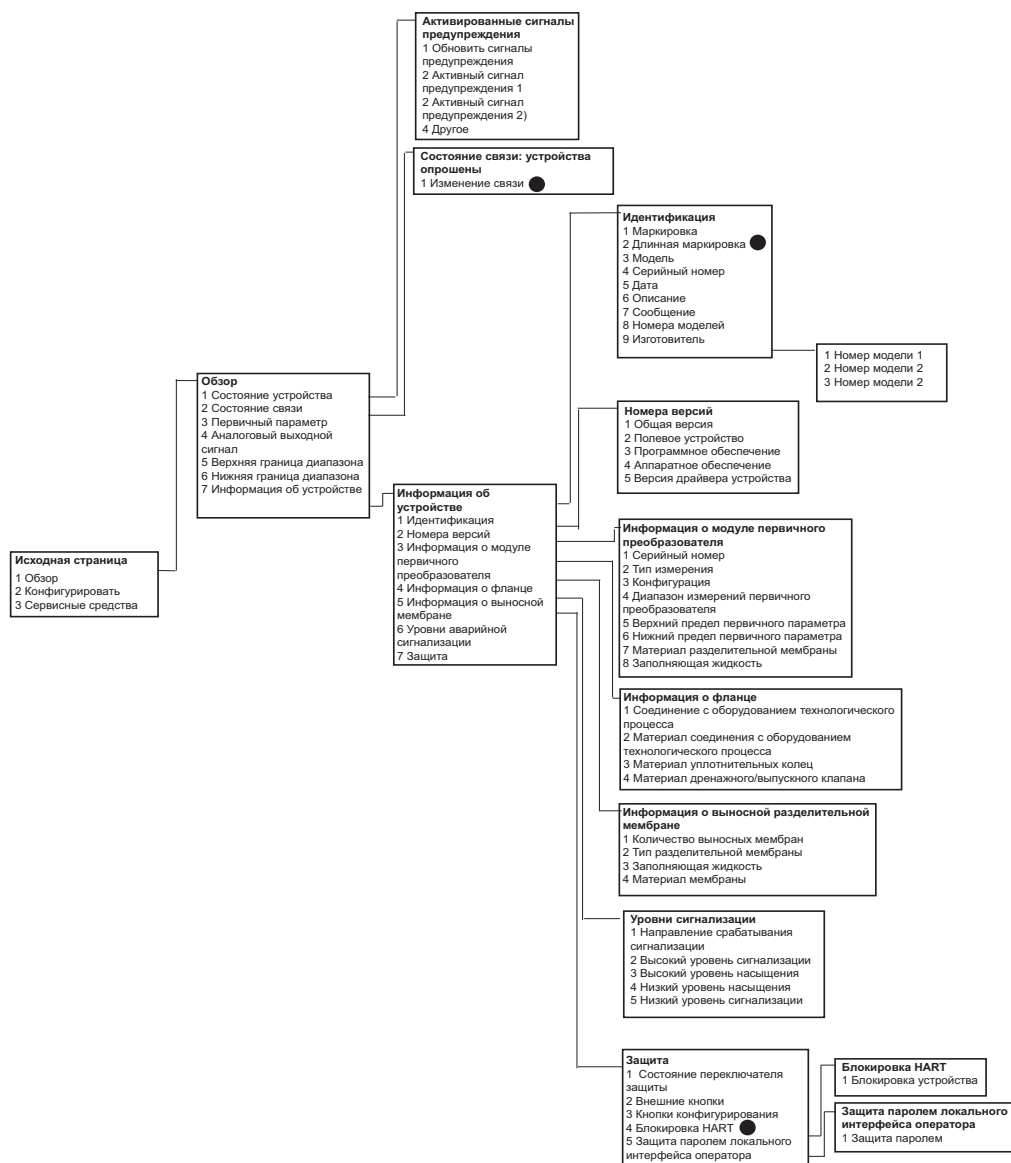 Активированные сигналы
предупреждения
1 Обновить сигналы
предупреждения
2 Активный сигнал
предупреждения 1
2 Активный сигнал
предупреждения 2)
4 Другое
Состояние связи: устройства
опрошены
1 Изменение связи
Идентификация
1 Маркировка
2 Длинная маркировка
3 Модель
4 Серийный номер
5 Дата
6 Описание
7 Сообщение
8 Номера моделей
9 Изготовитель
1 Номер модели 1
2 Номер модели 2
3 Номер модели 2
Обзор
1 Состояние устройства
2 Состояние связи
3 Первичный параметр
4 Аналоговый выходной
сигнал
5 Верхняя граница диапазона
6 Нижняя граница диапазона
7 Информация об устройстве
Номера версий
1 Общая версия
2 Полевое устройство
3 Программное обеспечение
4 Аппаратное обеспечение
5 Версия драйвера устройства
Информация об
устройстве
1 Идентификация
2 Номера версий
3 Информация о модуле
первичного
преобразователя
4 Информация о фланце
5 Информация о выносной
мембране
6 Уровни аварийной
сигнализации
7 Защита
Исходная страница
1 Обзор
2 Конфигурировать
3 Сервисные средства
Информация о модуле первичного
преобразователя
1 Серийный номер
2 Тип измерения
3 Конфигурация
4 Диапазон измерений первичного
преобразователя
5 Верхний предел первичного параметра
6 Нижний предел первичного параметра
7 Материал разделительной мембраны
8 Заполняющая жидкость
Информация о фланце
1 Соединение с оборудованием технологического
процесса
2 Материал соединения с оборудованием
технологического процесса
3 Материал уплотнительных колец
4 Материал дренажного/выпускного клапана
Информация о выносной разделительной
мембране
1 Количество выносных мембран
2 Тип разделительной мембраны
3 Заполняющая жидкость
4 Материал мембраны
Уровни сигнализации
1 Направление срабатывания
сигнализации
2 Высокий уровень сигнализации
3 Высокий уровень насыщения
4 Низкий уровень насыщения
5 Низкий уровень сигнализации
Защита
1 Состояние переключателя
защиты
2 Внешние кнопки
3 Кнопки конфигурирования
4 Блокировка HART
5 Защита паролем локального
интерфейса оператора
Блокировка HART
1 Блокировка устройства
Защита паролем локального
интерфейса оператора
1 Защита паролем